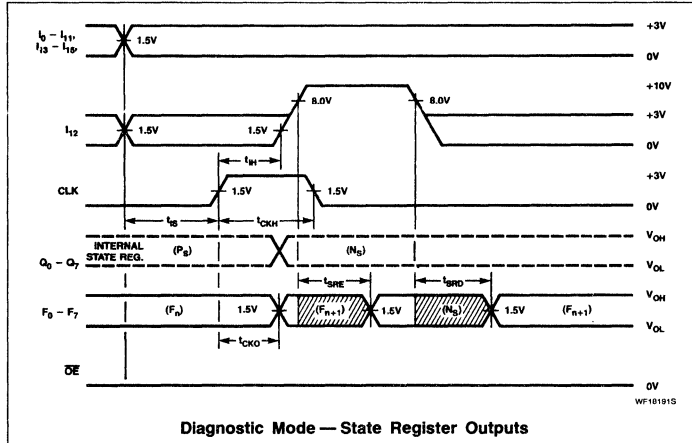 I0 – I11,
I13 – I15,
1.5V
+3V
0V
+10V
8.0V
8.0V
+3V
I12
1.5V
1.5V
0V
tIH
+3V
CLK
1.5V
1.5V
0V
tIS
tCKH
VOH
INTERNAL
STATE REG.
(PS)
(NS)
Q0 – Q7
VOL
tSRE
tSRD
VOH
F0 – F7
(Fn)
1.5V
(Fn+1)
1.5V
(NS)
1.5V
(Fn+1)
VOL
tCKO
OE
0V
WF18191S
Diagnostic Mode — State Register Outputs